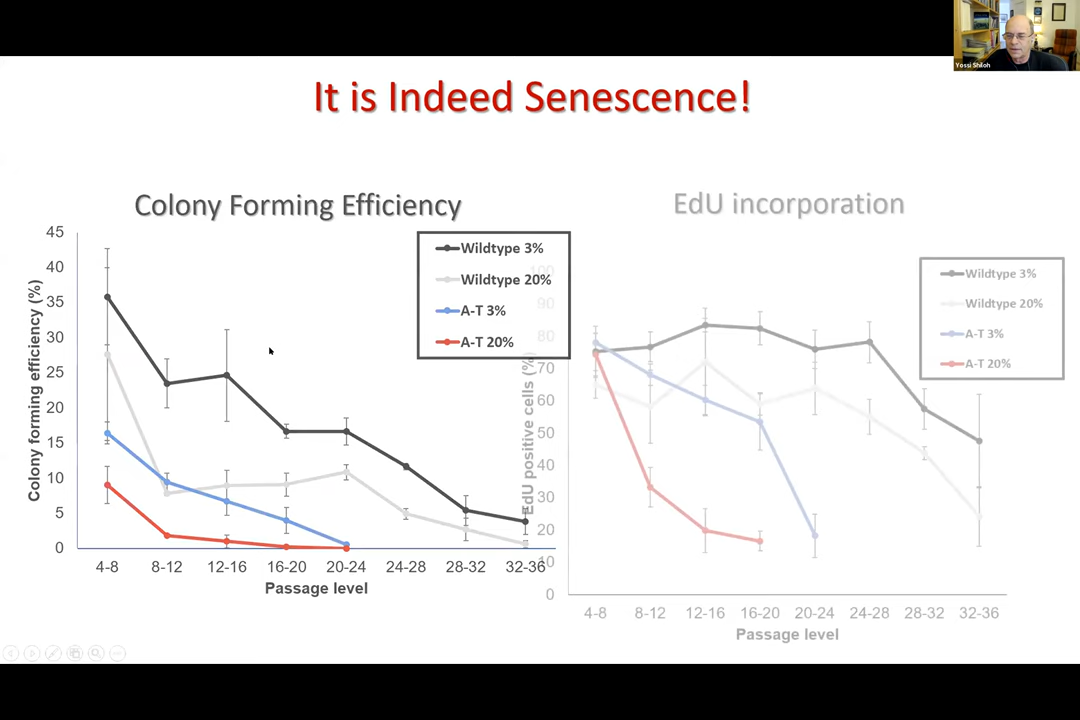 Yossi Shiloh
It is Indeed Senescence!
Colony Forming Efficiency
45
40
35
30
25
20
15
10
5
0
Colony forming efficiency (%)
4-8 8-12 12-16 16-20 20-24 24-28 28-32 32-36
Passage level
Wildtype 3%
Wildtype 20%
A-T 3%
A-T 20%
EdU incorporation
100
90
80
70
60
50
40
30
20
10
0
EdU positive cells (%)
4-8 8-12 12-16 16-20 20-24 24-28 28-32 32-36
Passage level
Wildtype 3%
Wildtype 20%
A-T 3%
A-T 20%